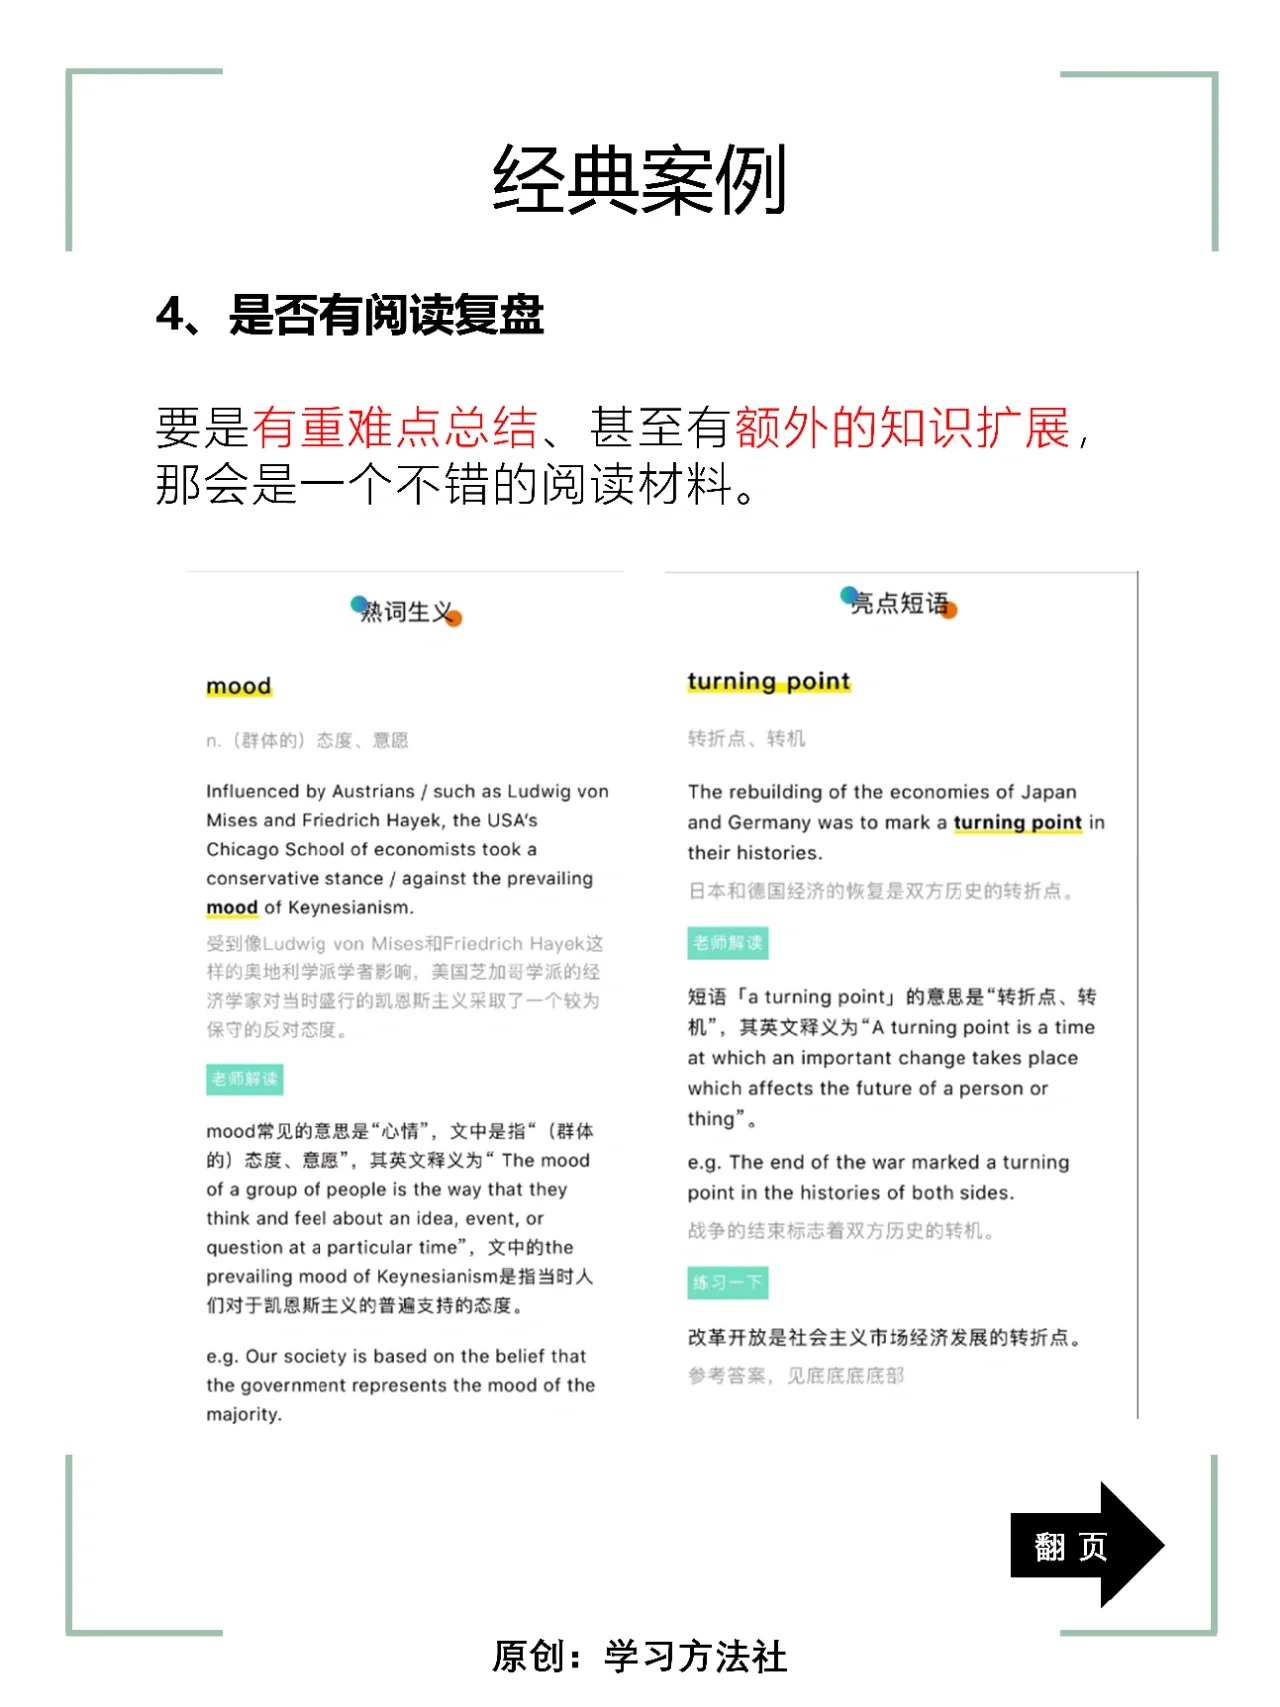 经典案例
4、是否有阅读复盘
要是有重难点总结、甚至有额外的知识扩展，
那会是一个不错的阅读材料。
熟词生义
mood
n.（群体的）态度、意愿
Influenced by Austrians / such as Ludwig von
Mises and Friedrich Hayek, the USA's
Chicago School of economists took a
conservative stance / against the prevailing
mood of Keynesianism.
受到像Ludwig von Mises和Friedrich Hayek这
样的奥地利学派学者影响，美国芝加哥学派的经
济学家对当时盛行的凯恩斯主义采取了一个较为
保守的反对态度。
老师解读
mood常见的意思是“心情”，文中是指“（群体
的）态度、意愿”，其英文释义为“ The mood
of a group of people is the way that they
think and feel about an idea, event, or
question at a particular time”，文中的the
prevailing mood of Keynesianism是指当时人
们对于凯恩斯主义的普遍支持的态度。
e.g. Our society is based on the belief that
the government represents the mood of the
majority.
亮点短语
turning point
转折点、转机
The rebuilding of the economies of Japan
and Germany was to mark a turning point in
their histories.
日本和德国经济的恢复是双方历史的转折点。
老师解读
短语「a turning point」的意思是“转折点、转
机”，其英文释义为“A turning point is a time
at which an important change takes place
which affects the future of a person or
thing”。
e.g. The end of the war marked a turning
point in the histories of both sides.
战争的结束标志着双方历史的转机。
练习一下
改革开放是社会主义市场经济发展的转折点。
参考答案，见底底底底部
翻 页
原创：学习方法社